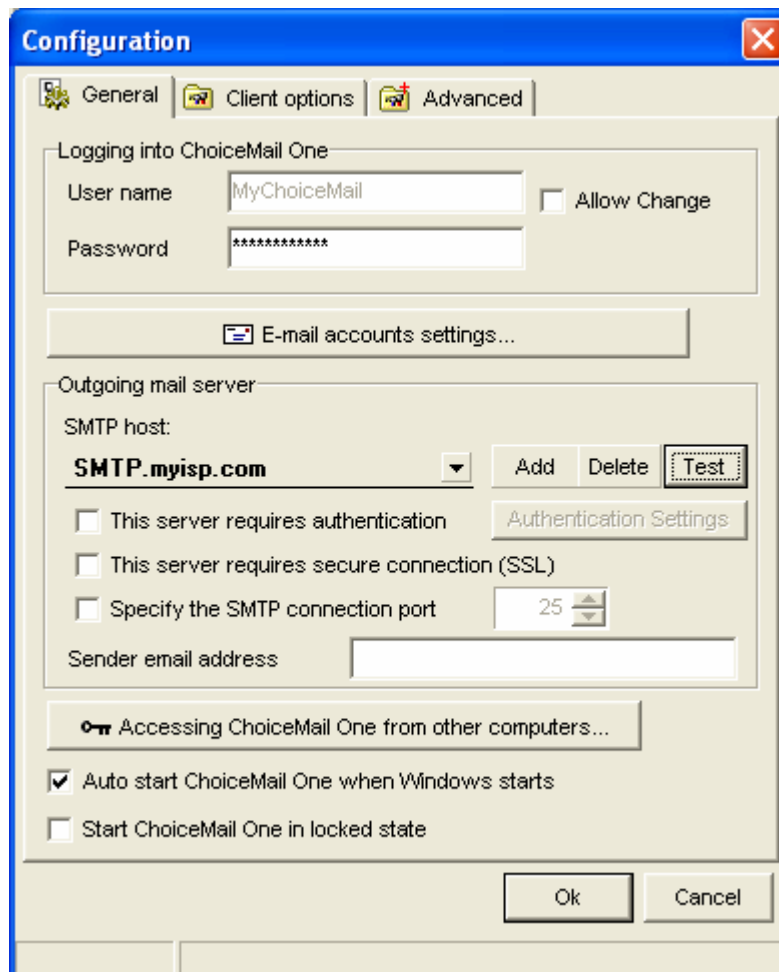 Configuration
General Client options Advanced
Logging into ChoiceMail One
User name MyChoiceMail Allow Change
Password ************
E-mail accounts settings...
Outgoing mail server
SMTP host:
SMTP.myisp.com Add Delete Test
This server requires authentication Authentication Settings
This server requires secure connection (SSL)
Specify the SMTP connection port 25
Sender email address
Accessing ChoiceMail One from other computers...
Auto start ChoiceMail One when Windows starts
Start ChoiceMail One in locked state
Ok Cancel